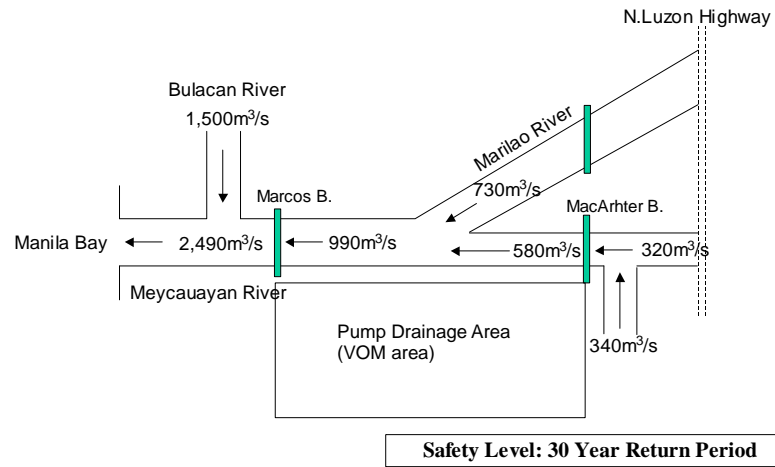 N.Luzon Highway
Bulacan River
1,500m³/s
Marilao River
730m³/s
Marcos B.
MacArhter B.
Manila Bay
2,490m³/s
990m³/s
580m³/s
320m³/s
Meycauayan River
Pump Drainage Area
(VOM area)
340m³/s
Safety Level: 30 Year Return Period